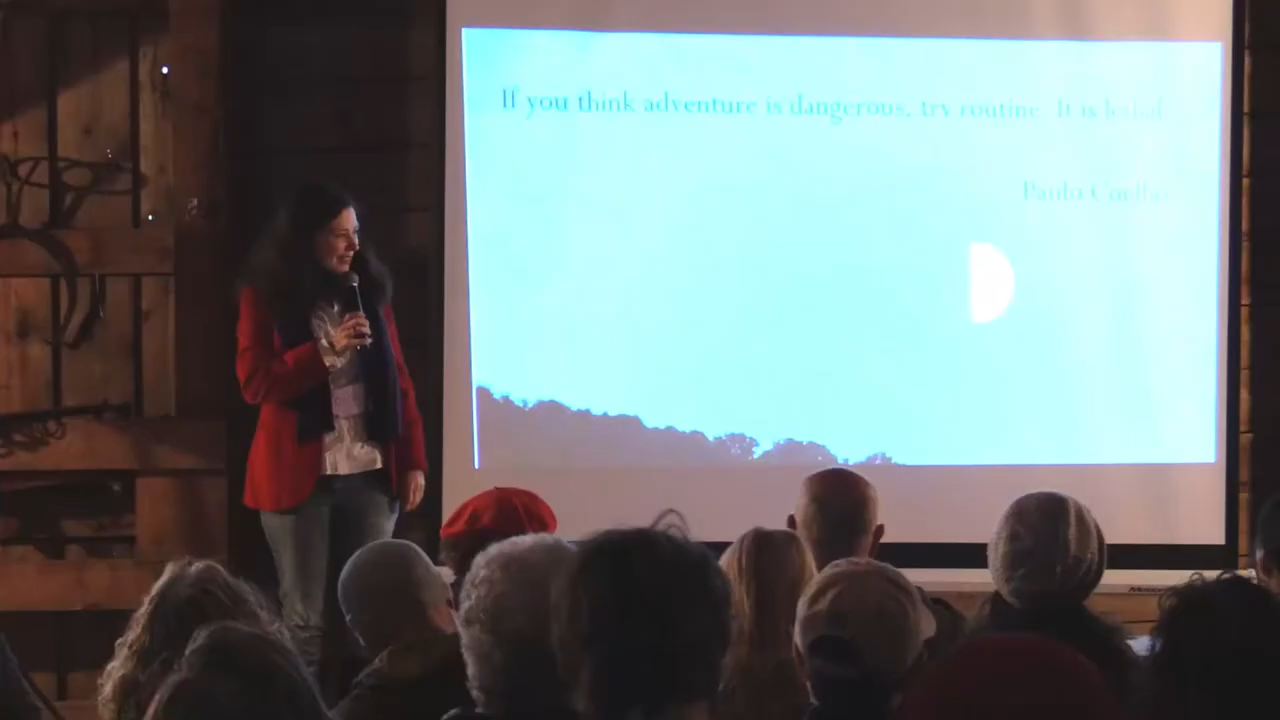 If you think adventure is dangerous, try routine. It is lethal
Paulo Coelho